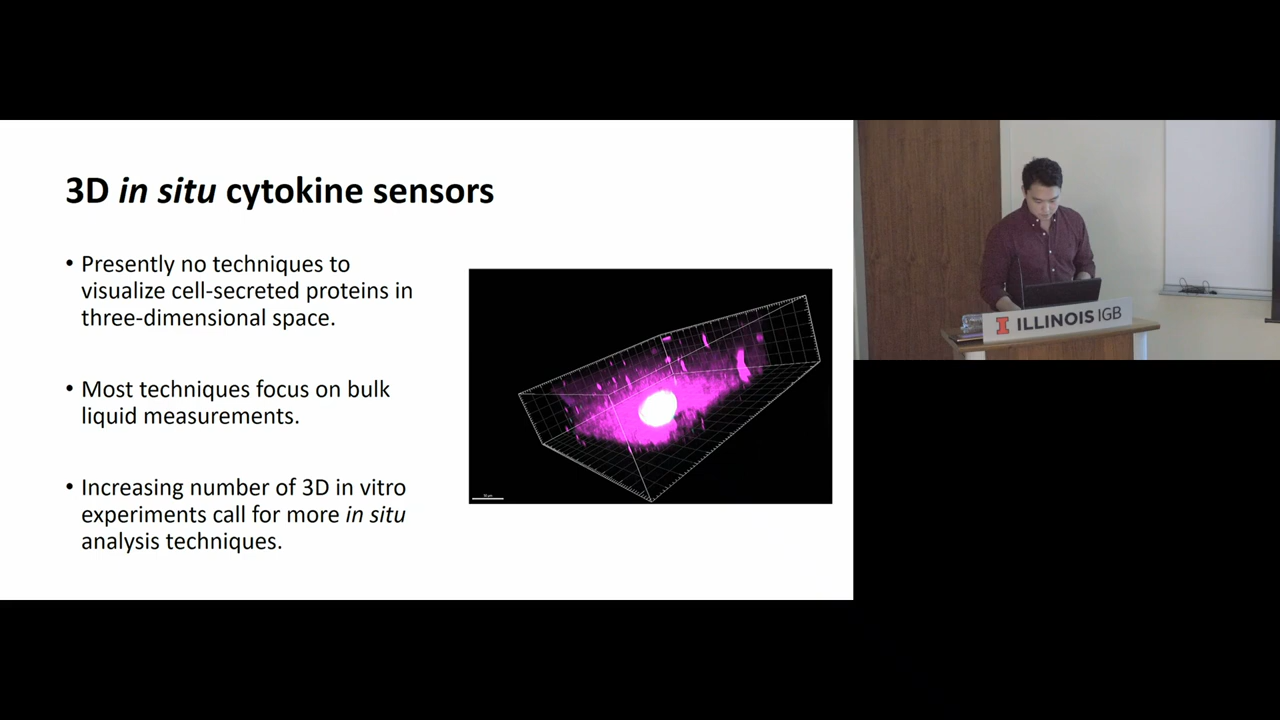 3D in situ cytokine sensors
• Presently no techniques to
visualize cell-secreted proteins in
three-dimensional space.
• Most techniques focus on bulk
liquid measurements.
• Increasing number of 3D in vitro
experiments call for more in situ
analysis techniques.
I ILLINOIS IGB